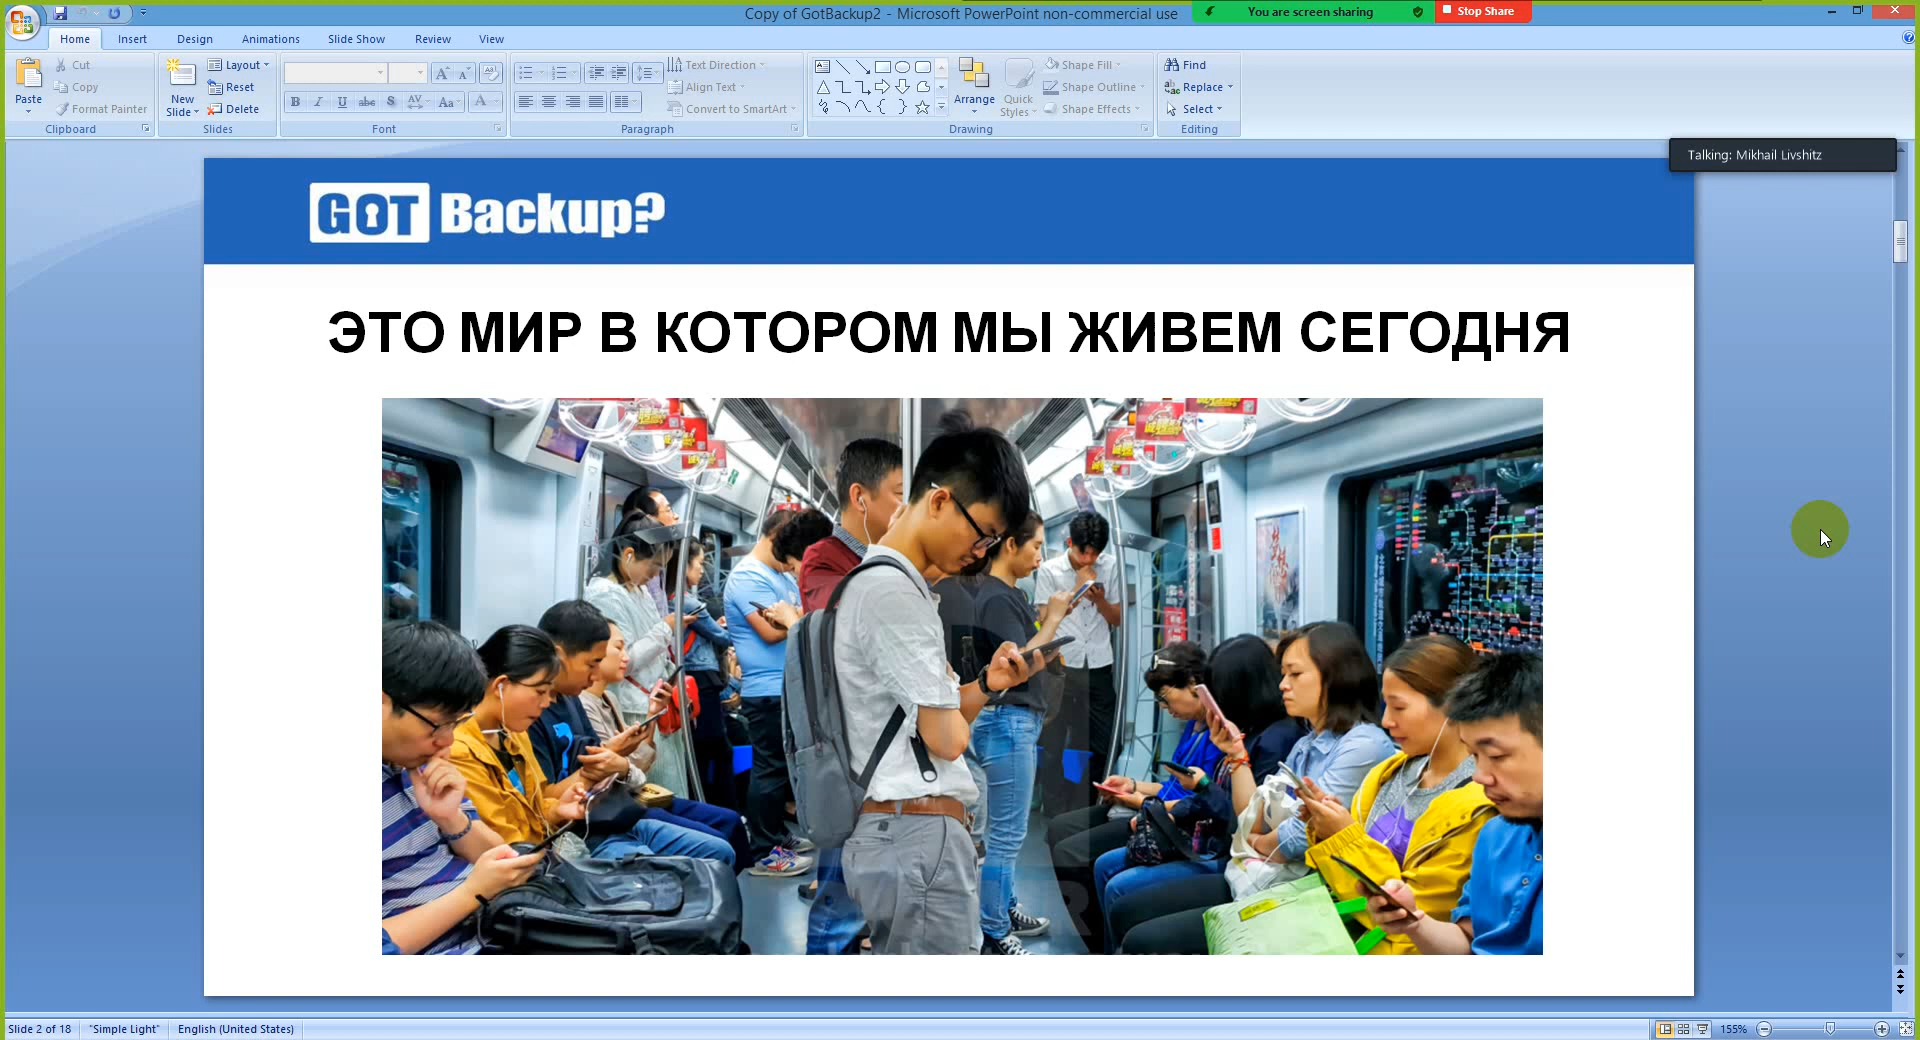 Copy of GotBackup2 - Microsoft PowerPoint non-commercial use
You are screen sharing
Stop Share
Home Insert Design Animations Slide Show Review View
Paste
Cut
Copy
Format Painter
Clipboard
New Slide
Layout
Reset
Delete
Slides
B I U abc S AV Aa A
Font
Text Direction
Align Text
Convert to SmartArt
Paragraph
Arrange
Quick Styles
Shape Fill
Shape Outline
Shape Effects
Drawing
Find
Replace
Select
Editing
Talking: Mikhail Livshitz
GOT Backup?
ЭТО МИР В КОТОРОМ МЫ ЖИВЕМ СЕГОДНЯ
Slide 2 of 18 "Simple Light" English (United States) 155%